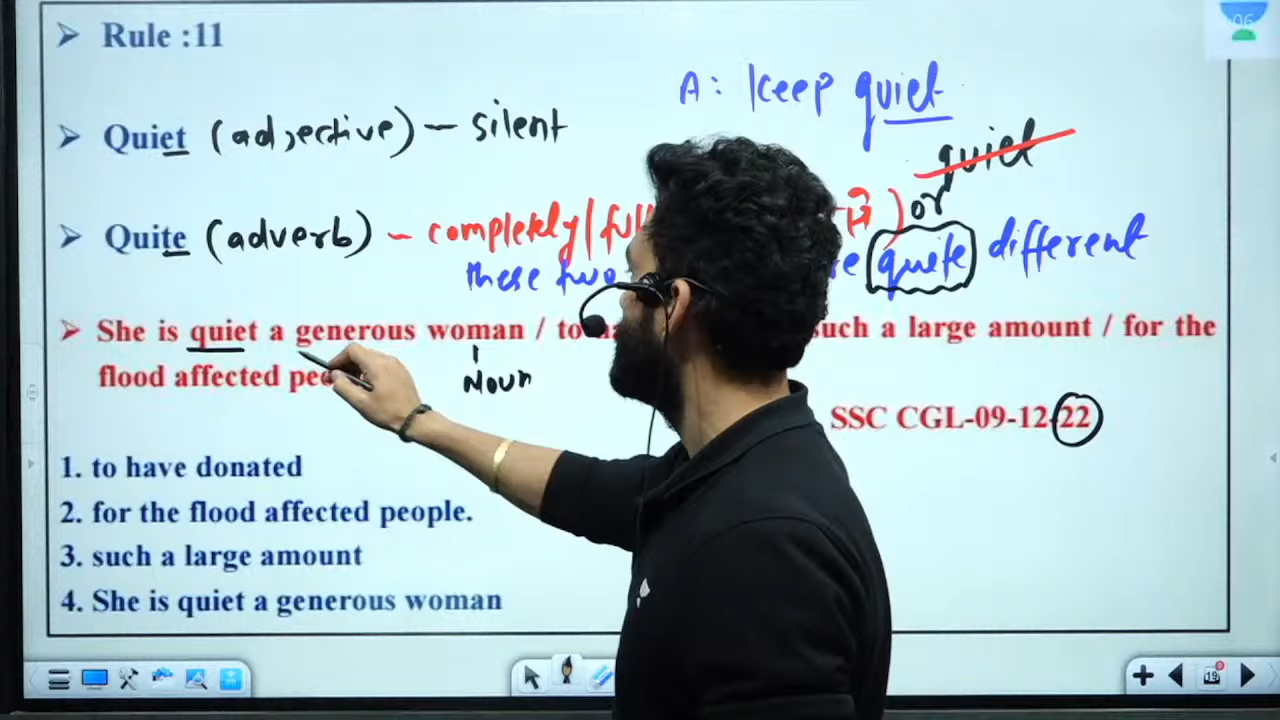 06
Rule :11
A: keep quiet
Quiet (adjective) – silent
quiet
or
Quite (adverb) – completely/
these two quite different
She is quiet a generous woman / to such a large amount / for the
flood affected
Noun
SSC CGL-09-12-22
1. to have donated
2. for the flood affected people.
3. such a large amount
4. She is quiet a generous woman
19